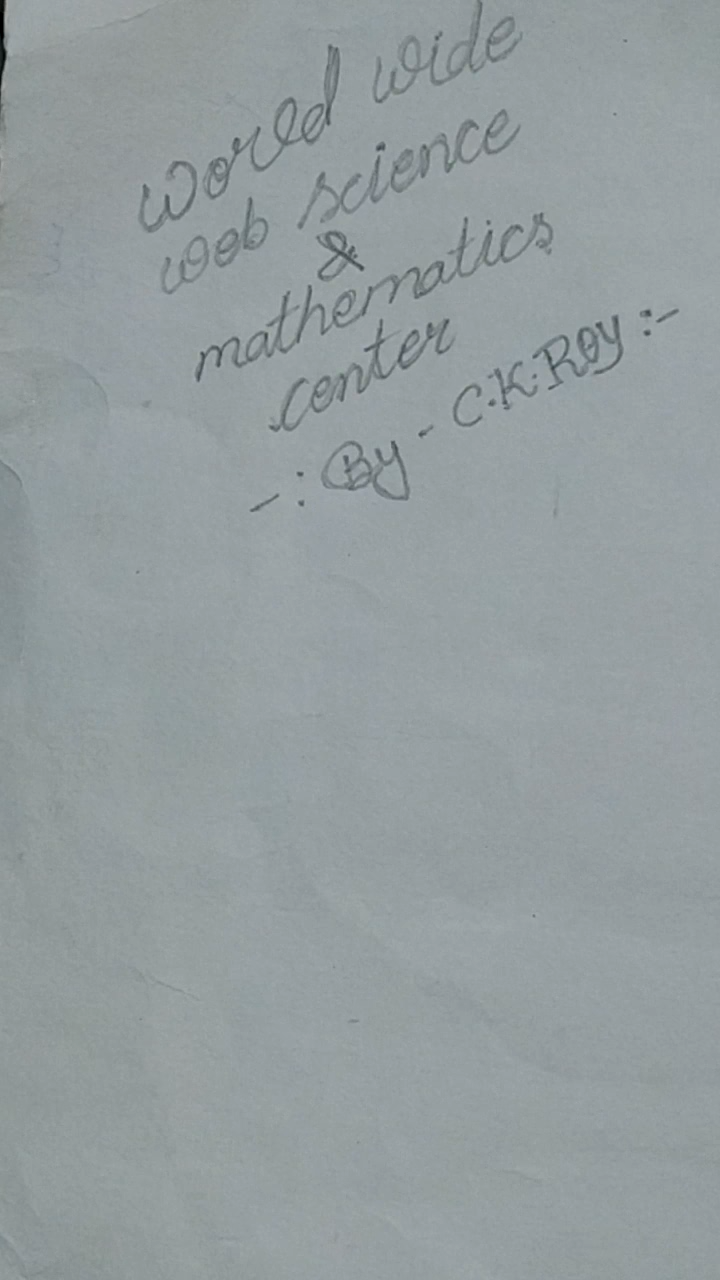 world wide
web science
&
mathematics
center
-: By - C.K.Roy :-